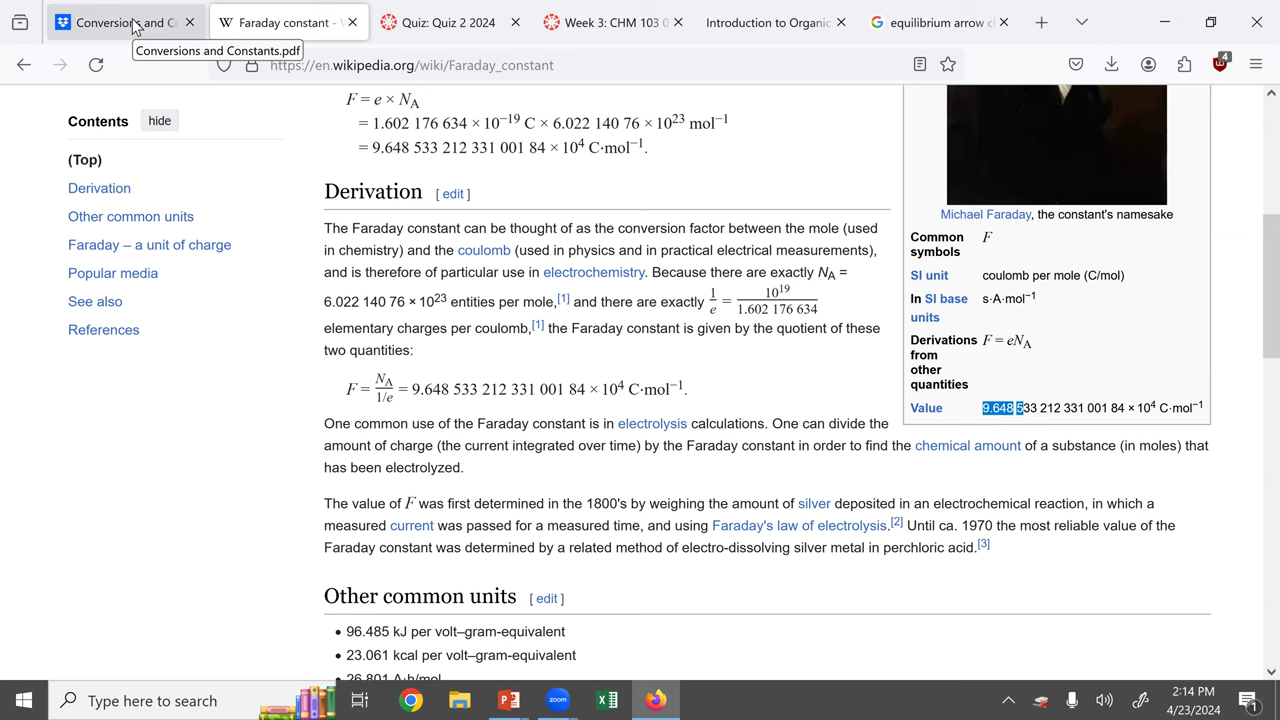 Conversions and C
Faraday constant -
Quiz: Quiz 2 2024
Week 3: CHM 103 0
Introduction to Organic
equilibrium arrow c
Conversions and Constants.pdf
https://en.wikipedia.org/wiki/Faraday_constant
4
Contents
hide
(Top)
Derivation
Other common units
Faraday – a unit of charge
Popular media
See also
References
F = e × N_A
= 1.602 176 634 × 10⁻¹⁹ C × 6.022 140 76 × 10²³ mol⁻¹
= 9.648 533 212 331 001 84 × 10⁴ C·mol⁻¹.
Derivation [ edit ]
The Faraday constant can be thought of as the conversion factor between the mole (used
in chemistry) and the coulomb (used in physics and in practical electrical measurements),
and is therefore of particular use in electrochemistry. Because there are exactly N_A =
6.022 140 76 × 10²³ entities per mole,[1] and there are exactly 1/e = 10¹⁹/1.602 176 634
elementary charges per coulomb,[1] the Faraday constant is given by the quotient of these
two quantities:
F = N_A/1/e = 9.648 533 212 331 001 84 × 10⁴ C·mol⁻¹.
One common use of the Faraday constant is in electrolysis calculations. One can divide the
amount of charge (the current integrated over time) by the Faraday constant in order to find the chemical amount of a substance (in moles) that
has been electrolyzed.
The value of F was first determined in the 1800's by weighing the amount of silver deposited in an electrochemical reaction, in which a
measured current was passed for a measured time, and using Faraday's law of electrolysis.[2] Until ca. 1970 the most reliable value of the
Faraday constant was determined by a related method of electro-dissolving silver metal in perchloric acid.[3]
Other common units [ edit ]
• 96.485 kJ per volt–gram-equivalent
• 23.061 kcal per volt–gram-equivalent
• 26.801 A·h/mol
Michael Faraday, the constant's namesake
Common symbols F
SI unit coulomb per mole (C/mol)
In SI base units s·A·mol⁻¹
Derivations from other quantities F = eN_A
Value 9.648 533 212 331 001 84 × 10⁴ C·mol⁻¹
Type here to search
zoom
2:14 PM
4/23/2024
1